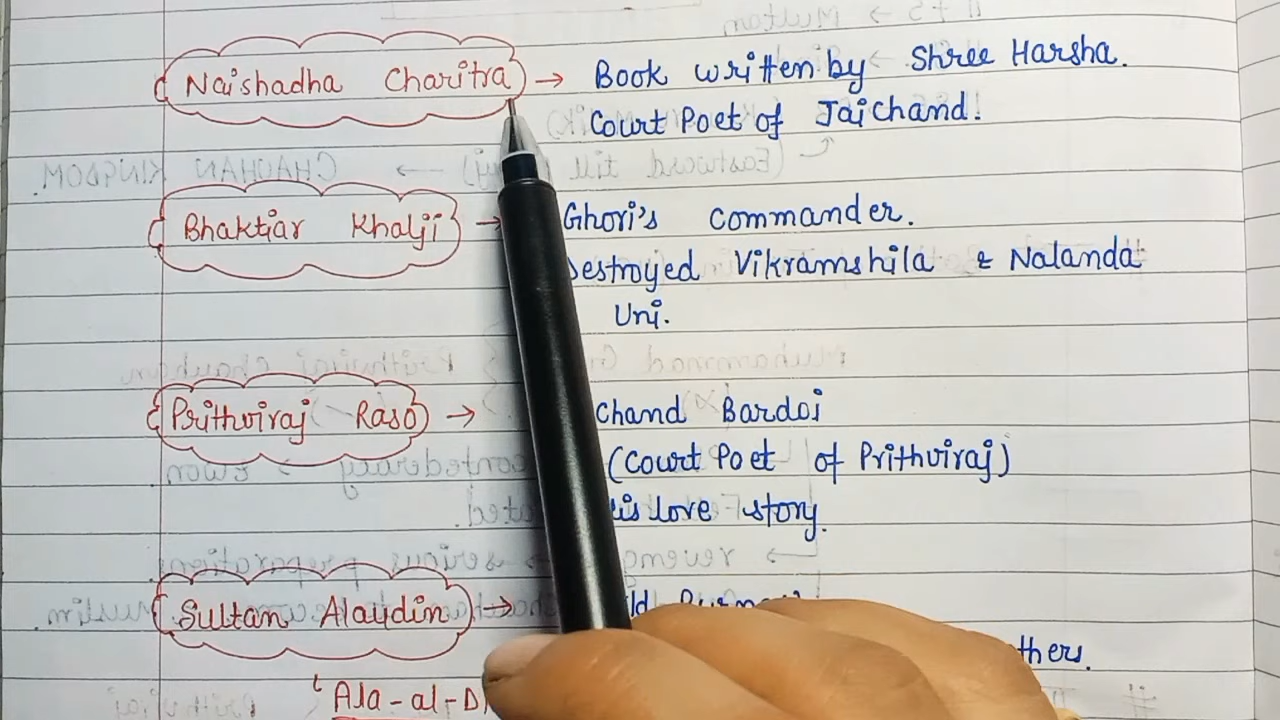 Naishadha Charitra → Book written by Shree Harsha.
Court Poet of Jaichand!
Bhaktiar Khalji → Ghori's commander.
Destroyed Vikramshila & Nalanda
Uni.
Prithviraj Raso → Chand Bardoi
(Court Poet of Prithviraj)
love story.
Sultan Alaudin →
Ala-al-D